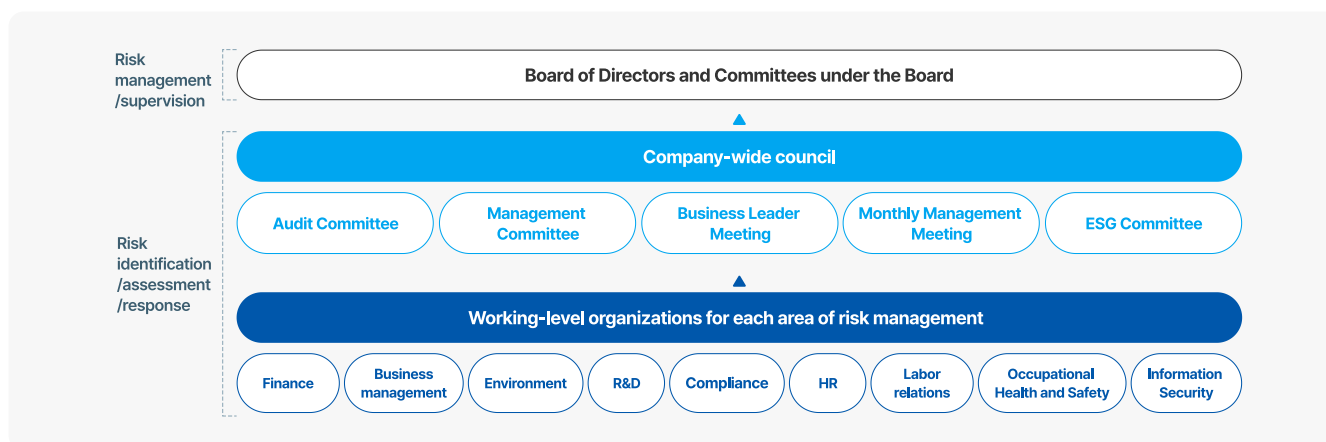 Risk
management
/supervision
Board of Directors and Committees under the Board
Risk
identification
/assessment
/response
Company-wide council
Audit Committee
Management
Committee
Business Leader
Meeting
Monthly Management
Meeting
ESG Committee
Working-level organizations for each area of risk management
Finance
Business
management
Environment
R&D
Compliance
HR
Labor
relations
Occupational
Health and Safety
Information
Security